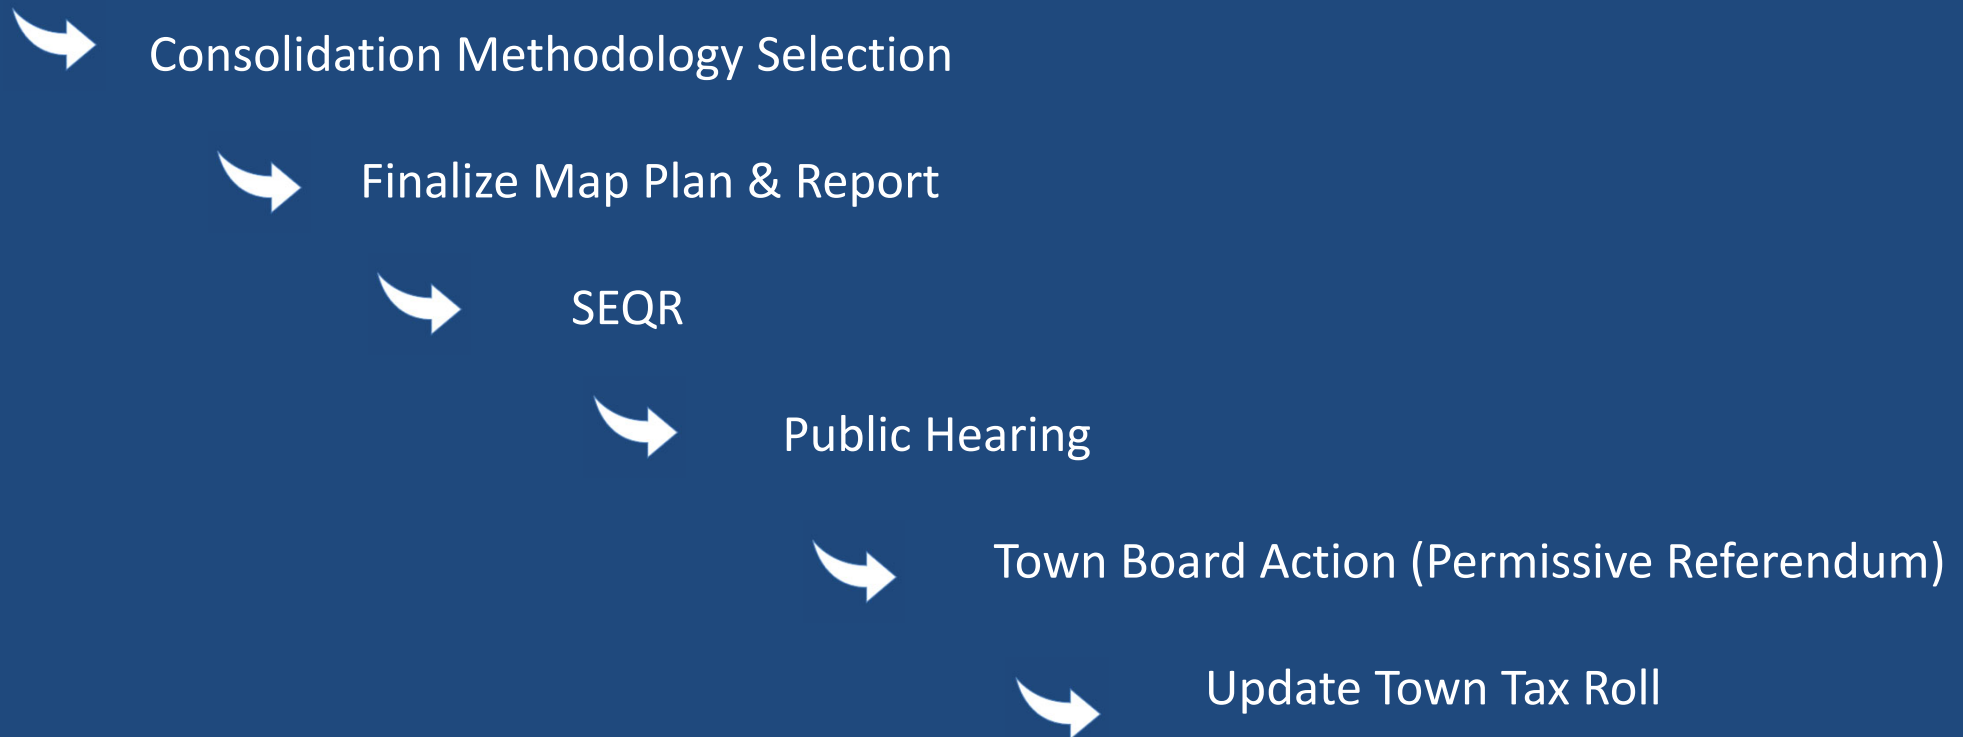 Consolidation Methodology Selection
Finalize Map Plan & Report
SEQR
Public Hearing
Town Board Action (Permissive Referendum)
Update Town Tax Roll